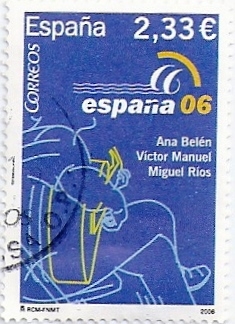 España 2,33 €
CORREOS
españa 06
Ana Belén
Víctor Manuel
Miguel Ríos
RCM-FNMT 2006